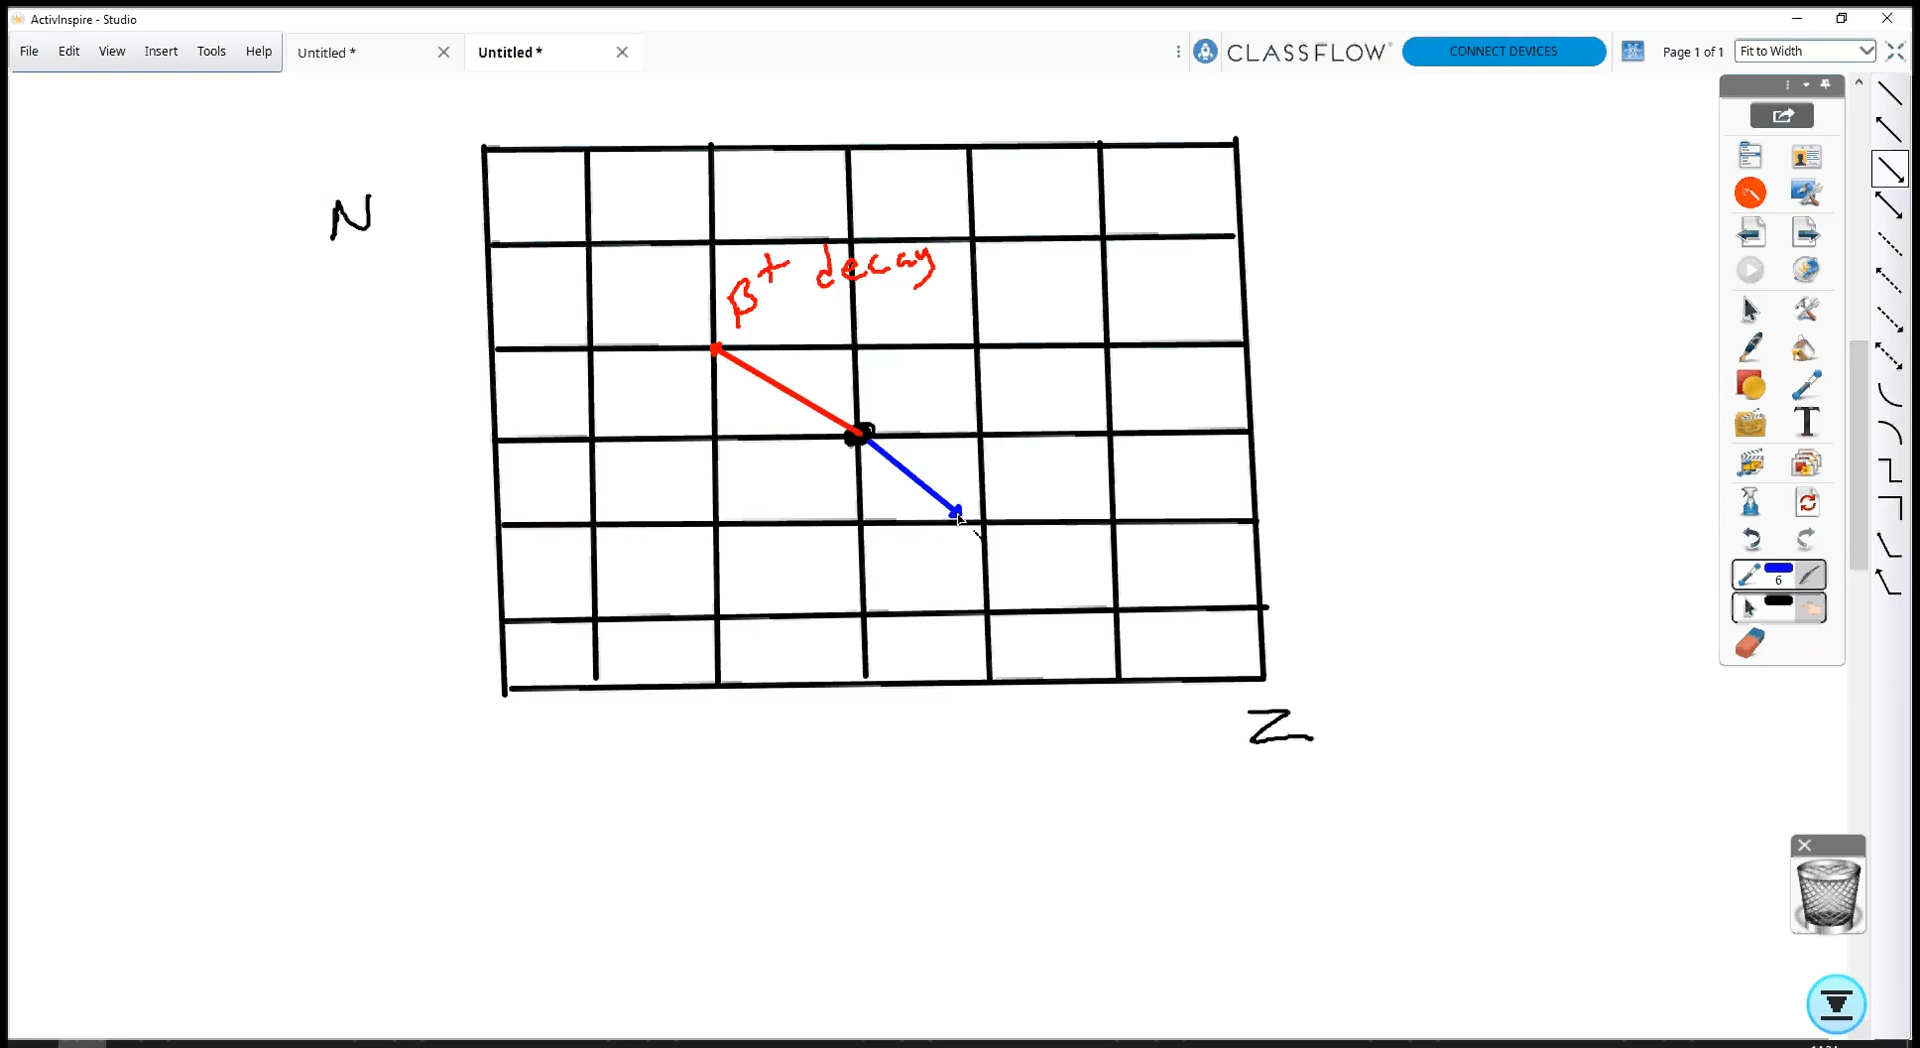 ActivInspire - Studio
File Edit View Insert Tools Help
Untitled *
Untitled *
CLASSFLOW
CONNECT DEVICES
Page 1 of 1
Fit to Width
N
β+ decay
T
6
Z